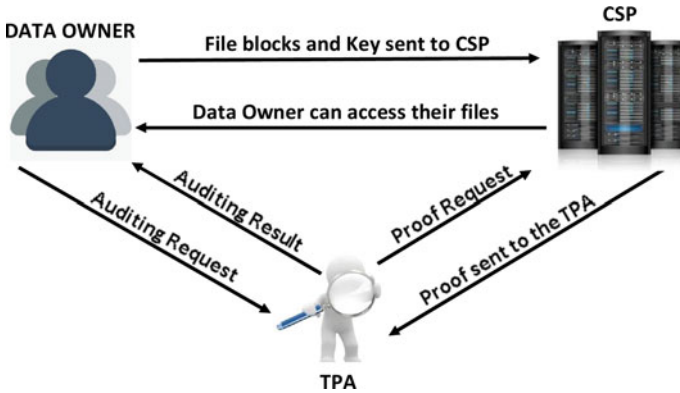 DATA OWNER
CSP
File blocks and Key sent to CSP
Data Owner can access their files
Auditing Request
Auditing Result
Proof Request
Proof sent to the TPA
TPA